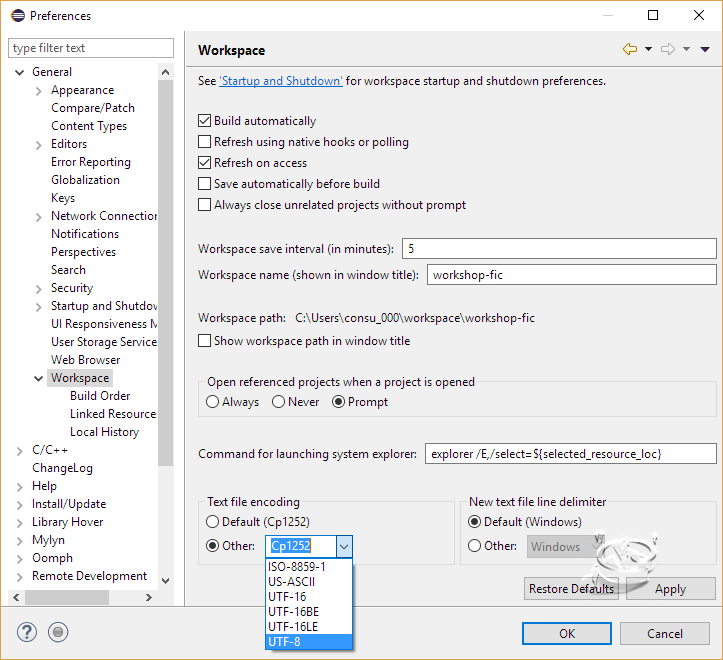 Preferences
type filter text
General
Appearance
Compare/Patch
Content Types
Editors
Error Reporting
Globalization
Keys
Network Connection
Notifications
Perspectives
Search
Security
Startup and Shutdov
UI Responsiveness M
User Storage Service
Web Browser
Workspace
Build Order
Linked Resource
Local History
C/C++
ChangeLog
Help
Install/Update
Library Hover
Mylyn
Oomph
Remote Development
Workspace
See 'Startup and Shutdown' for workspace startup and shutdown preferences.
Build automatically
Refresh using native hooks or polling
Refresh on access
Save automatically before build
Always close unrelated projects without prompt
Workspace save interval (in minutes): 5
Workspace name (shown in window title): workshop-fic
Workspace path: C:\Users\consu_000\workspace\workshop-fic
Show workspace path in window title
Open referenced projects when a project is opened
Always Never Prompt
Command for launching system explorer: explorer /E,/select=${selected_resource_loc}
Text file encoding
Default (Cp1252)
Other: Cp1252
ISO-8859-1
US-ASCII
UTF-16
UTF-16BE
UTF-16LE
UTF-8
New text file line delimiter
Default (Windows)
Other: Windows
Restore Defaults Apply
OK Cancel